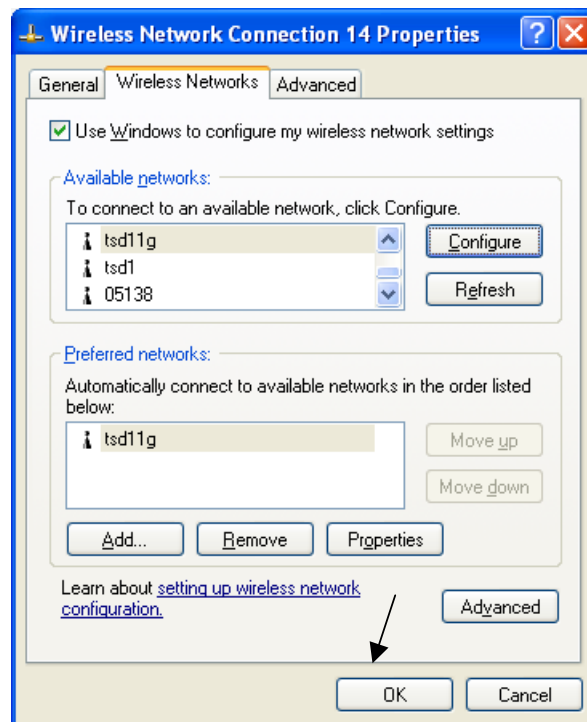 Wireless Network Connection 14 Properties
General Wireless Networks Advanced
Use Windows to configure my wireless network settings
Available networks:
To connect to an available network, click Configure.
tsd11g
tsd1
05138
Configure
Refresh
Preferred networks:
Automatically connect to available networks in the order listed
below:
tsd11g
Move up
Move down
Add... Remove Properties
Learn about setting up wireless network
configuration.
Advanced
OK Cancel